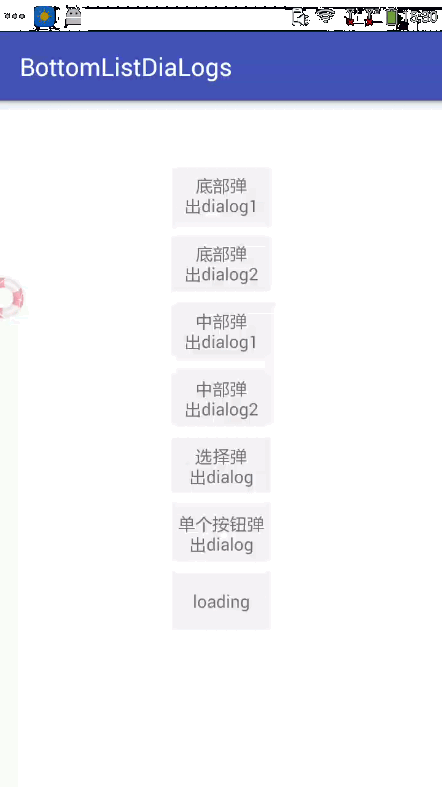 BottomListDiaLogs
底部弹
出dialog1
底部弹
出dialog2
中部弹
出dialog1
中部弹
出dialog2
选择弹
出dialog
单个按钮弹
出dialog
loading